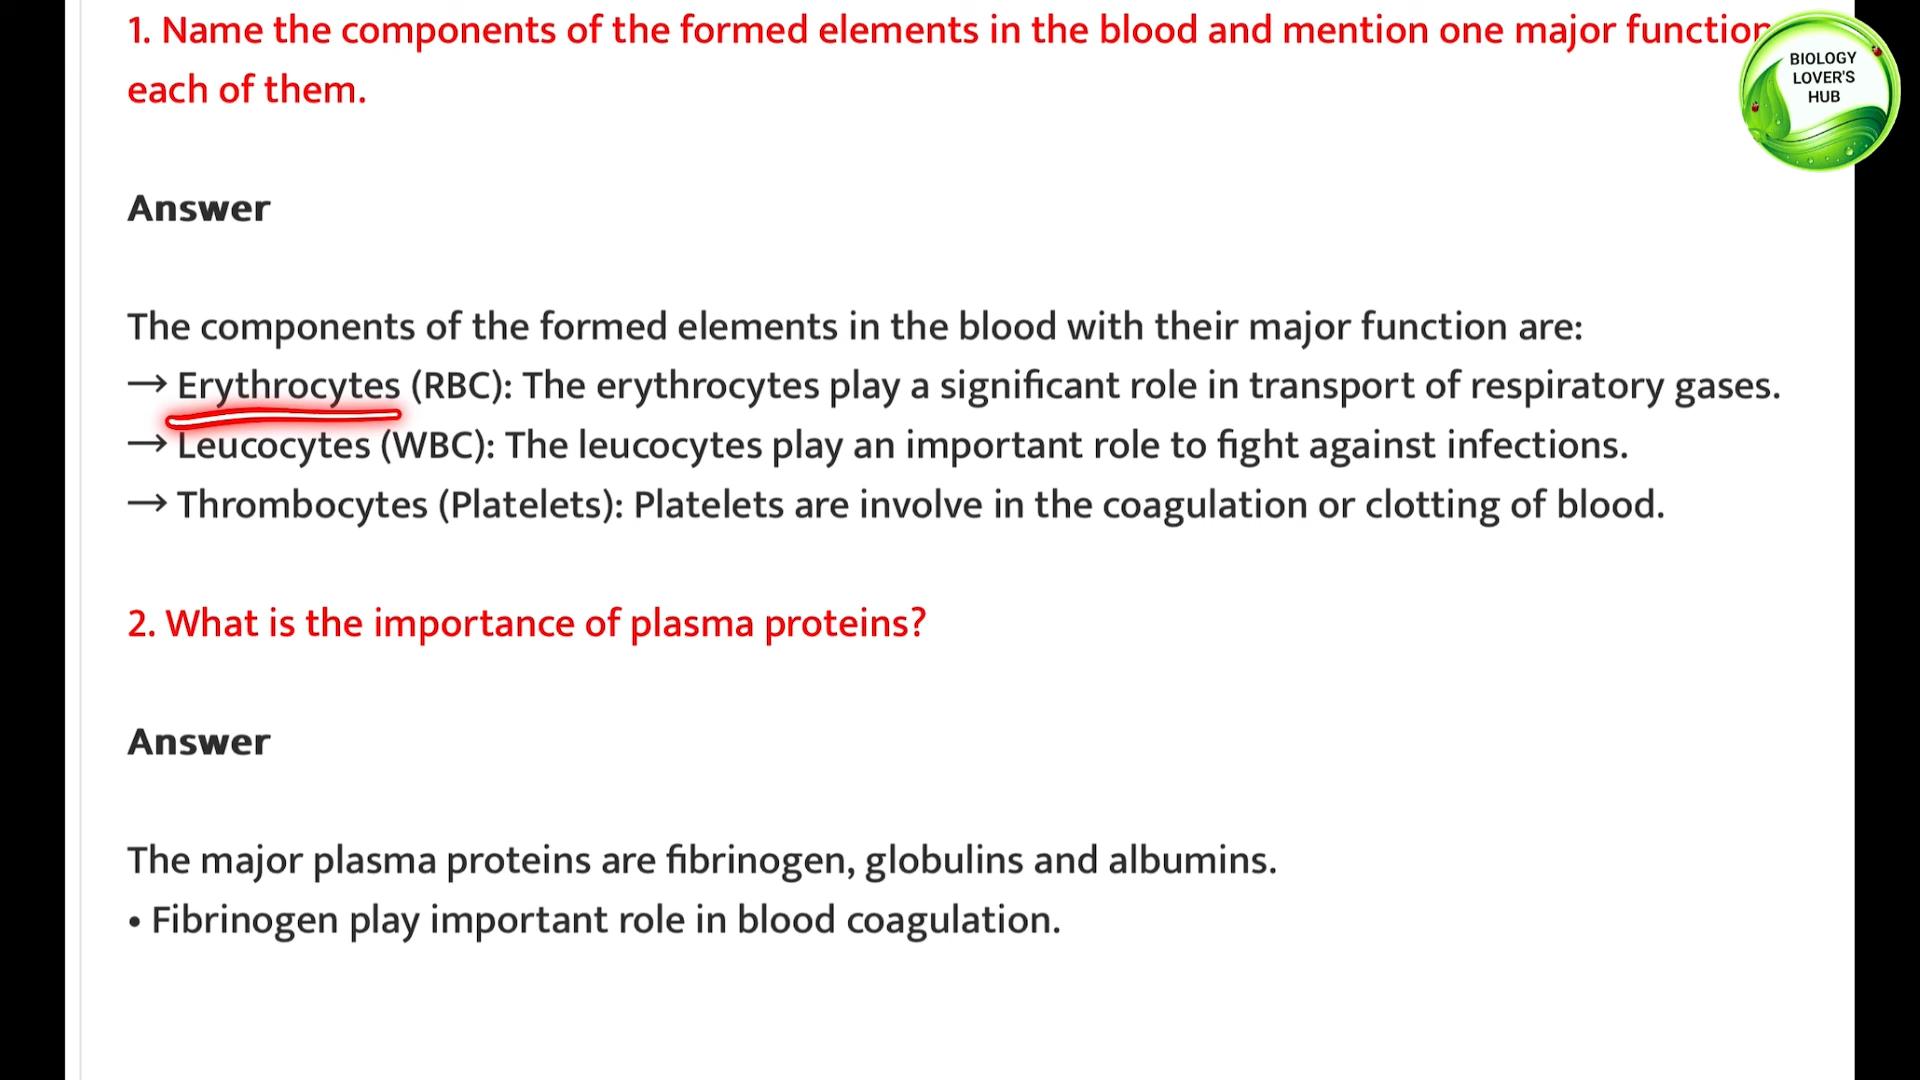 1. Name the components of the formed elements in the blood and mention one major function
each of them.
BIOLOGY
LOVER'S
HUB
Answer
The components of the formed elements in the blood with their major function are:
→ Erythrocytes (RBC): The erythrocytes play a significant role in transport of respiratory gases.
→ Leucocytes (WBC): The leucocytes play an important role to fight against infections.
→ Thrombocytes (Platelets): Platelets are involve in the coagulation or clotting of blood.
2. What is the importance of plasma proteins?
Answer
The major plasma proteins are fibrinogen, globulins and albumins.
• Fibrinogen play important role in blood coagulation.